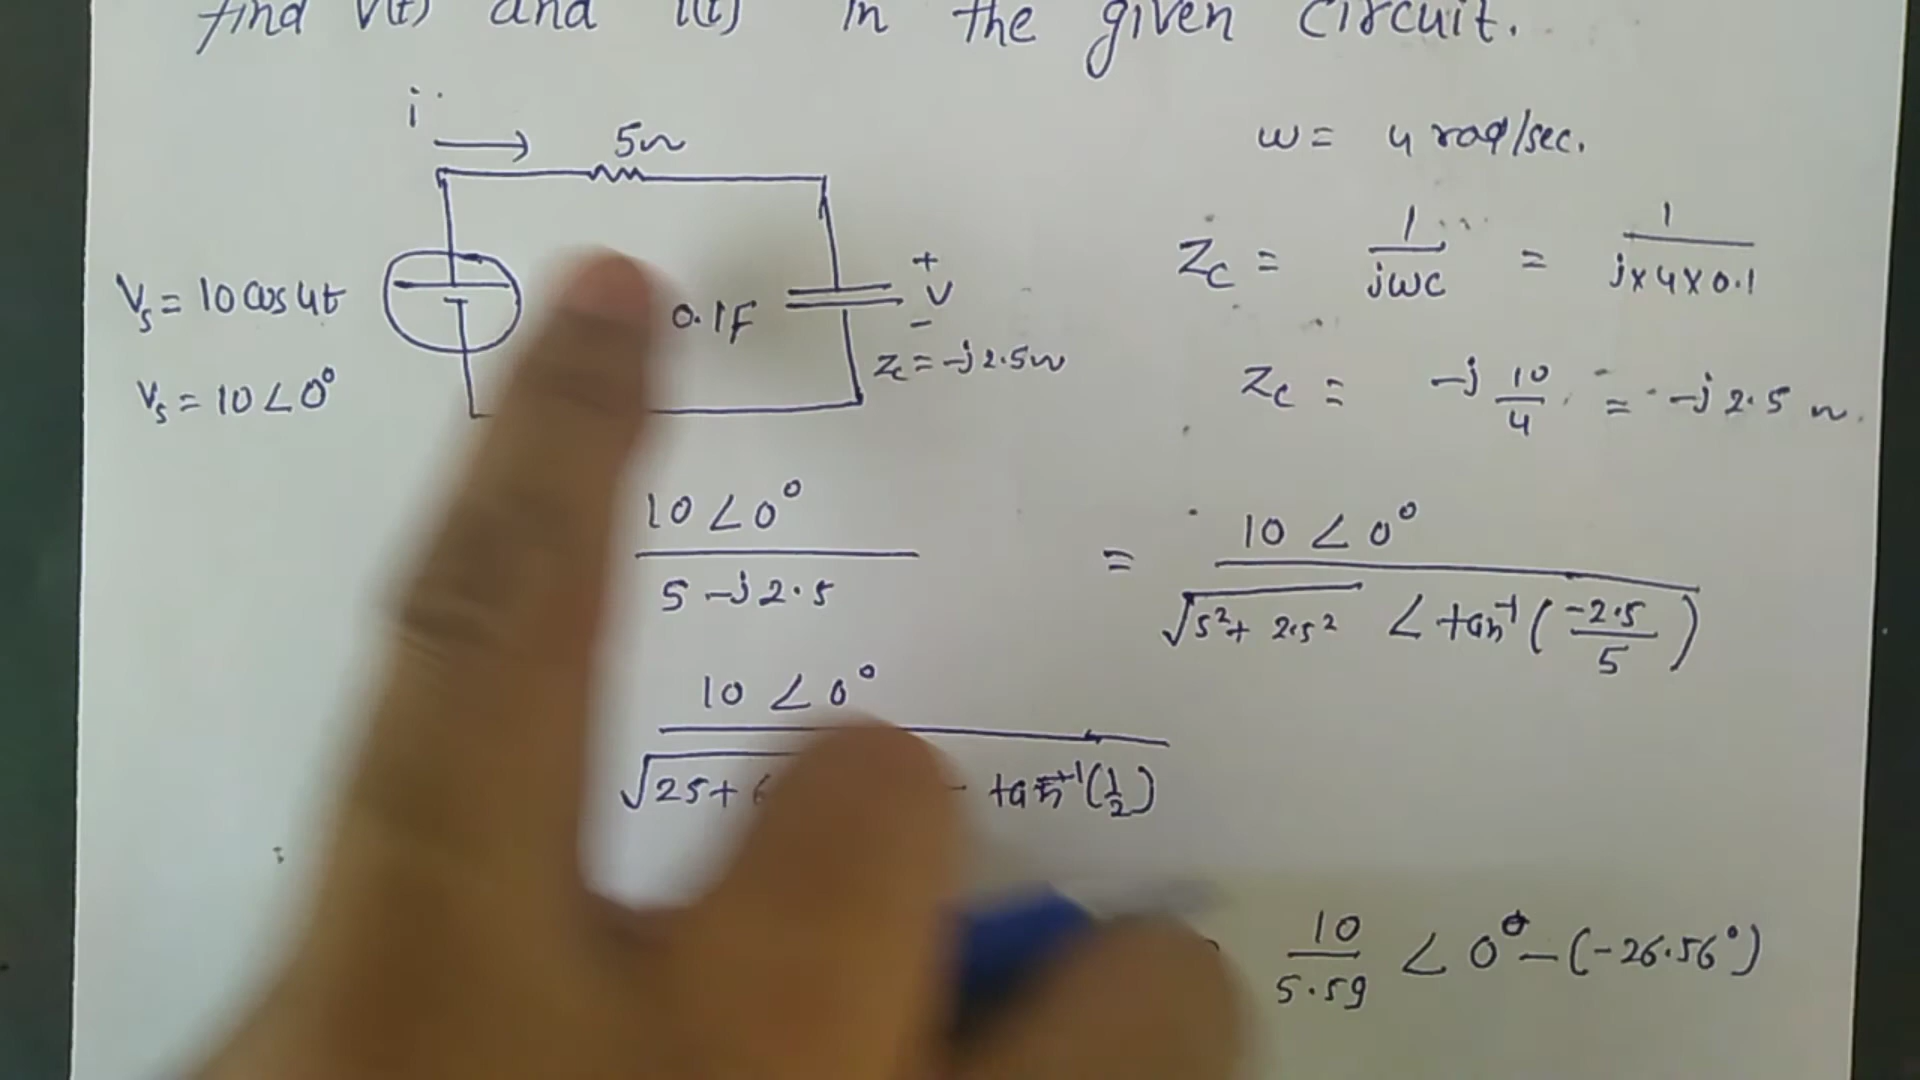 find v(t) and i(t) in the given circuit.
i
5Ω
ω = 4 rad/sec.
Vs = 10 cos 4t
0.1F
+
V
-
Zc = -j2.5Ω
Vs = 10∠0°
Zc = 1/jωc = 1/j×4×0.1
Zc = -j 10/4 = -j 2.5 Ω.
10∠0° / 5-j2.5 = 10∠0° / √5²+2.5² ∠tan⁻¹(-2.5/5)
10∠0° / √25+ - tan⁻¹(1/2)
10/5.59 ∠0°-(-26.56°)